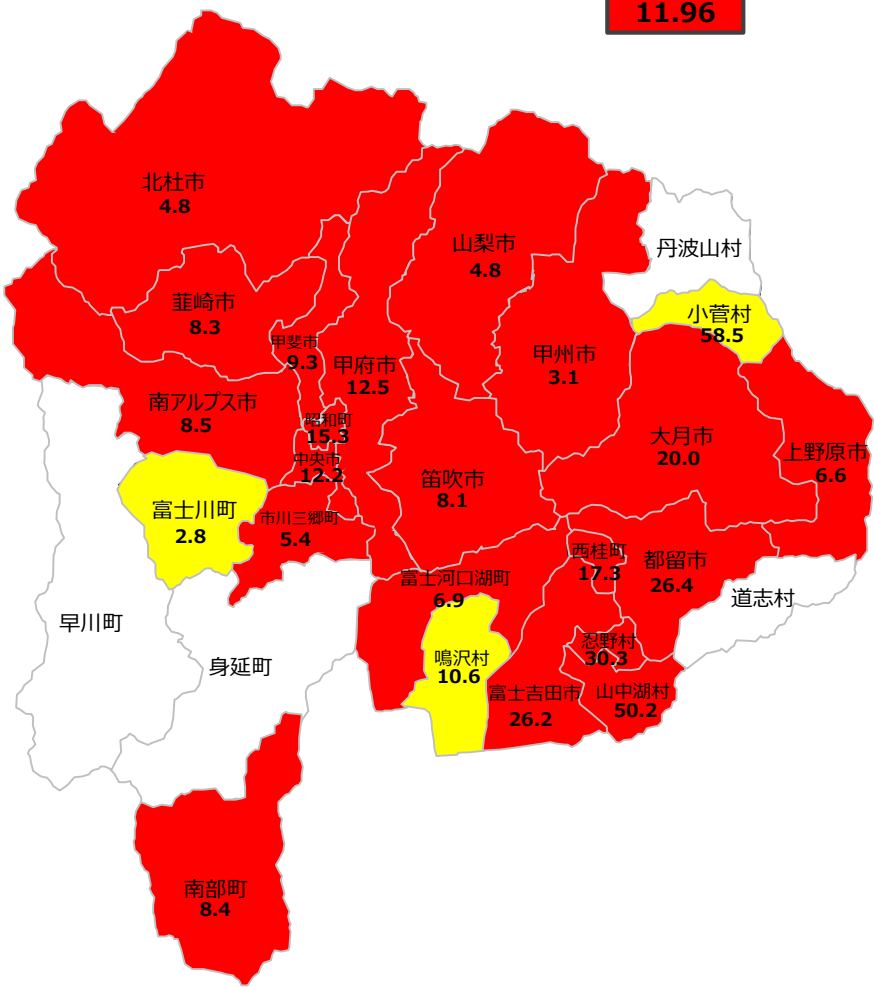 11.96
北杜市
4.8
山梨市
4.8
丹波山村
韮崎市
8.3
小菅村
58.5
甲斐市
9.3
甲府市
12.5
甲州市
3.1
南アルプス市
8.5
昭和町
15.3
大月市
20.0
上野原市
6.6
中央市
12.2
笛吹市
8.1
富士川町
2.8
市川三郷町
5.4
西桂町
17.3
都留市
26.4
富士河口湖町
6.9
道志村
早川町
忍野村
30.3
身延町
鳴沢村
10.6
富士吉田市
26.2
山中湖村
50.2
南部町
8.4